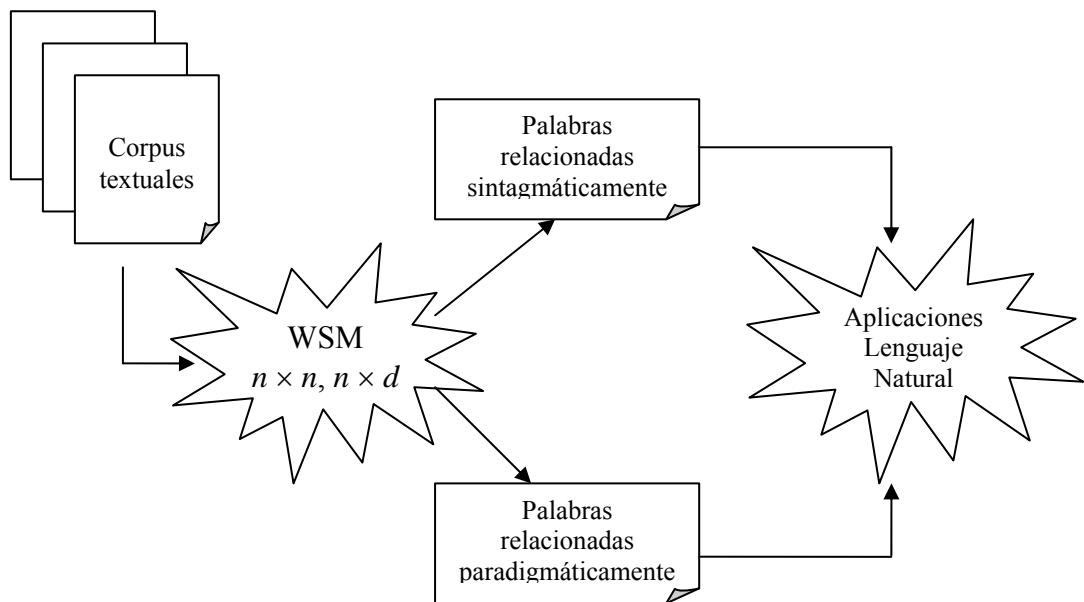 Corpus
textuales
Palabras
relacionadas
sintagmáticamente
WSM
n × n, n × d
Aplicaciones
Lenguaje
Natural
Palabras
relacionadas
paradigmáticamente